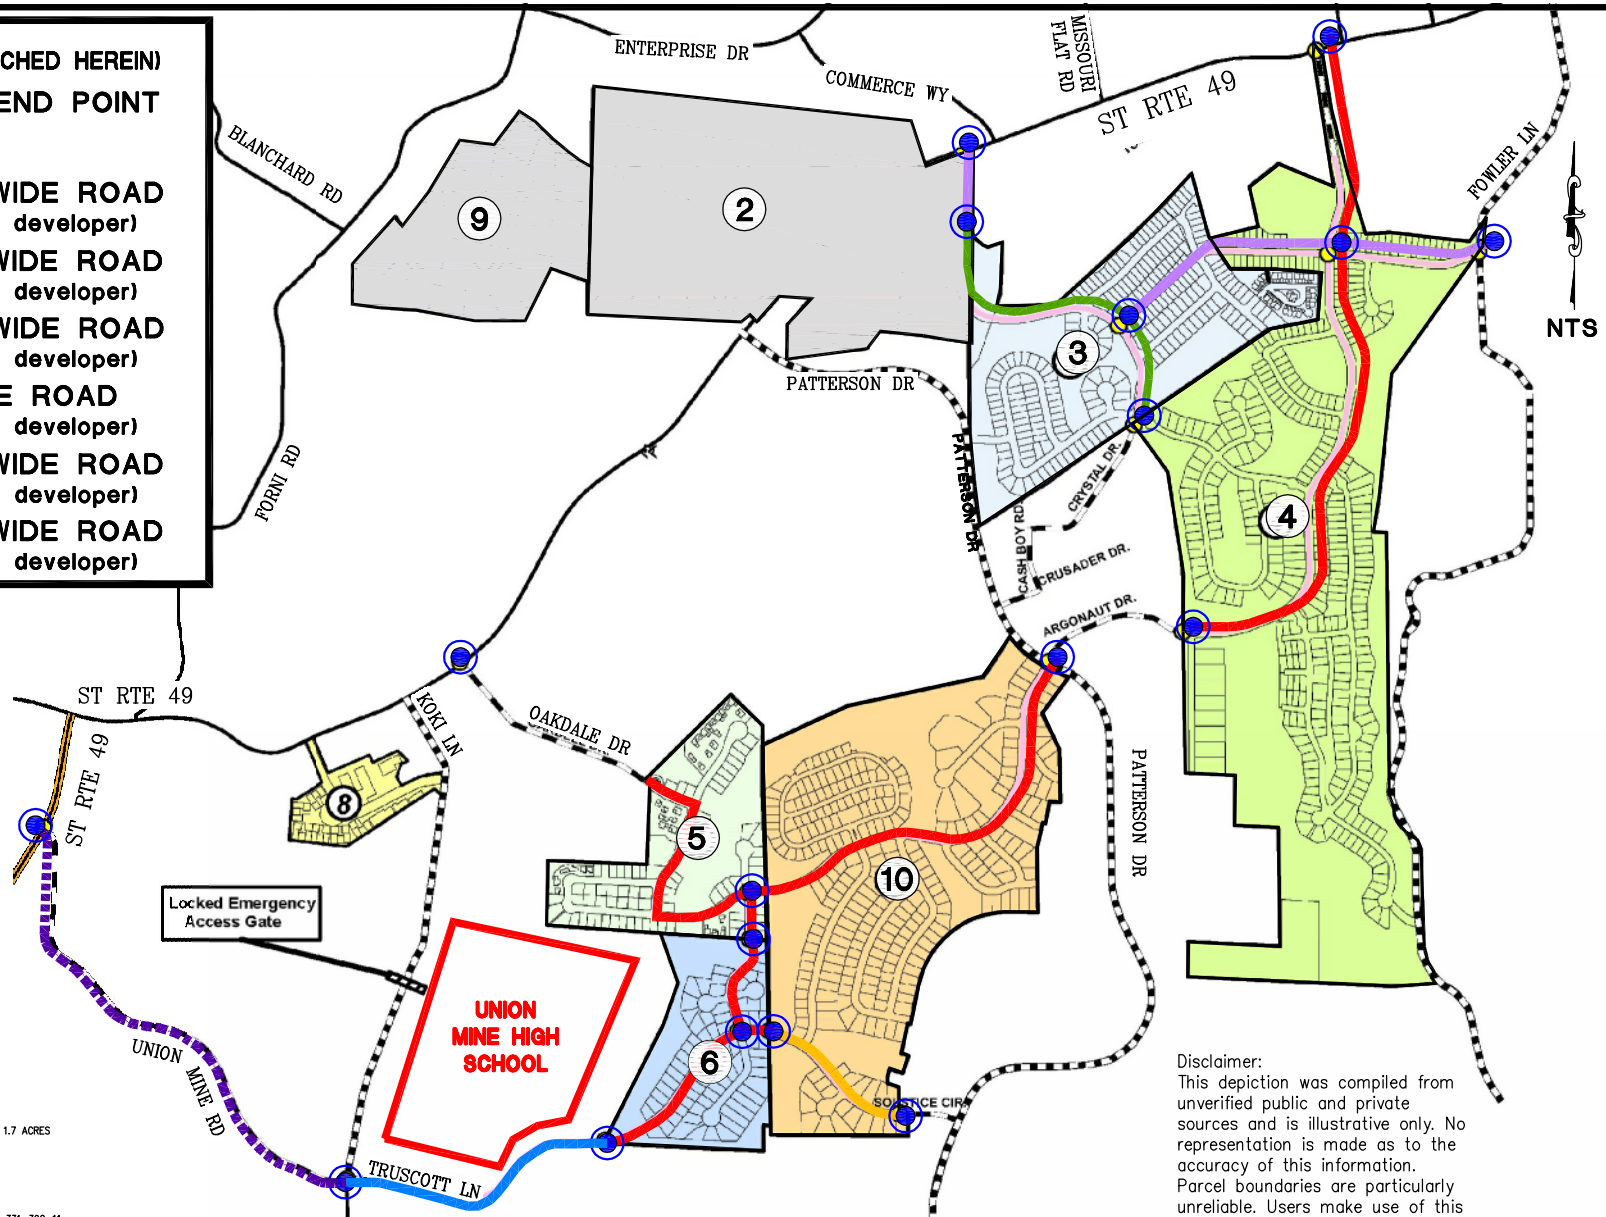 CHED HEREIN)
END POINT
WIDE ROAD
developer)
WIDE ROAD
developer)
WIDE ROAD
developer)
E ROAD
developer)
WIDE ROAD
developer)
WIDE ROAD
developer)
ENTERPRISE DR
COMMERCE WY
MISSOURI
FLAT RD
ST RTE 49
BLANCHARD RD
FOWLER LN
NTS
9
2
3
4
PATTERSON DR
PATTERSON DR
FORNI RD
CRYSTAL DR.
CASH BOY RD
CRUSADER DR.
ARGONAUT DR.
ST RTE 49
ST RTE 49
KOKI LN
OAKDALE DR
PATTERSON DR
8
5
10
6
Locked Emergency
Access Gate
UNION
MINE HIGH
SCHOOL
UNION
MINE RD
TRUSCOTT LN
SOLSTICE CIR
1.7 ACRES
Disclaimer:
This depiction was compiled from
unverified public and private
sources and is illustrative only. No
representation is made as to the
accuracy of this information.
Parcel boundaries are particularly
unreliable. Users make use of this